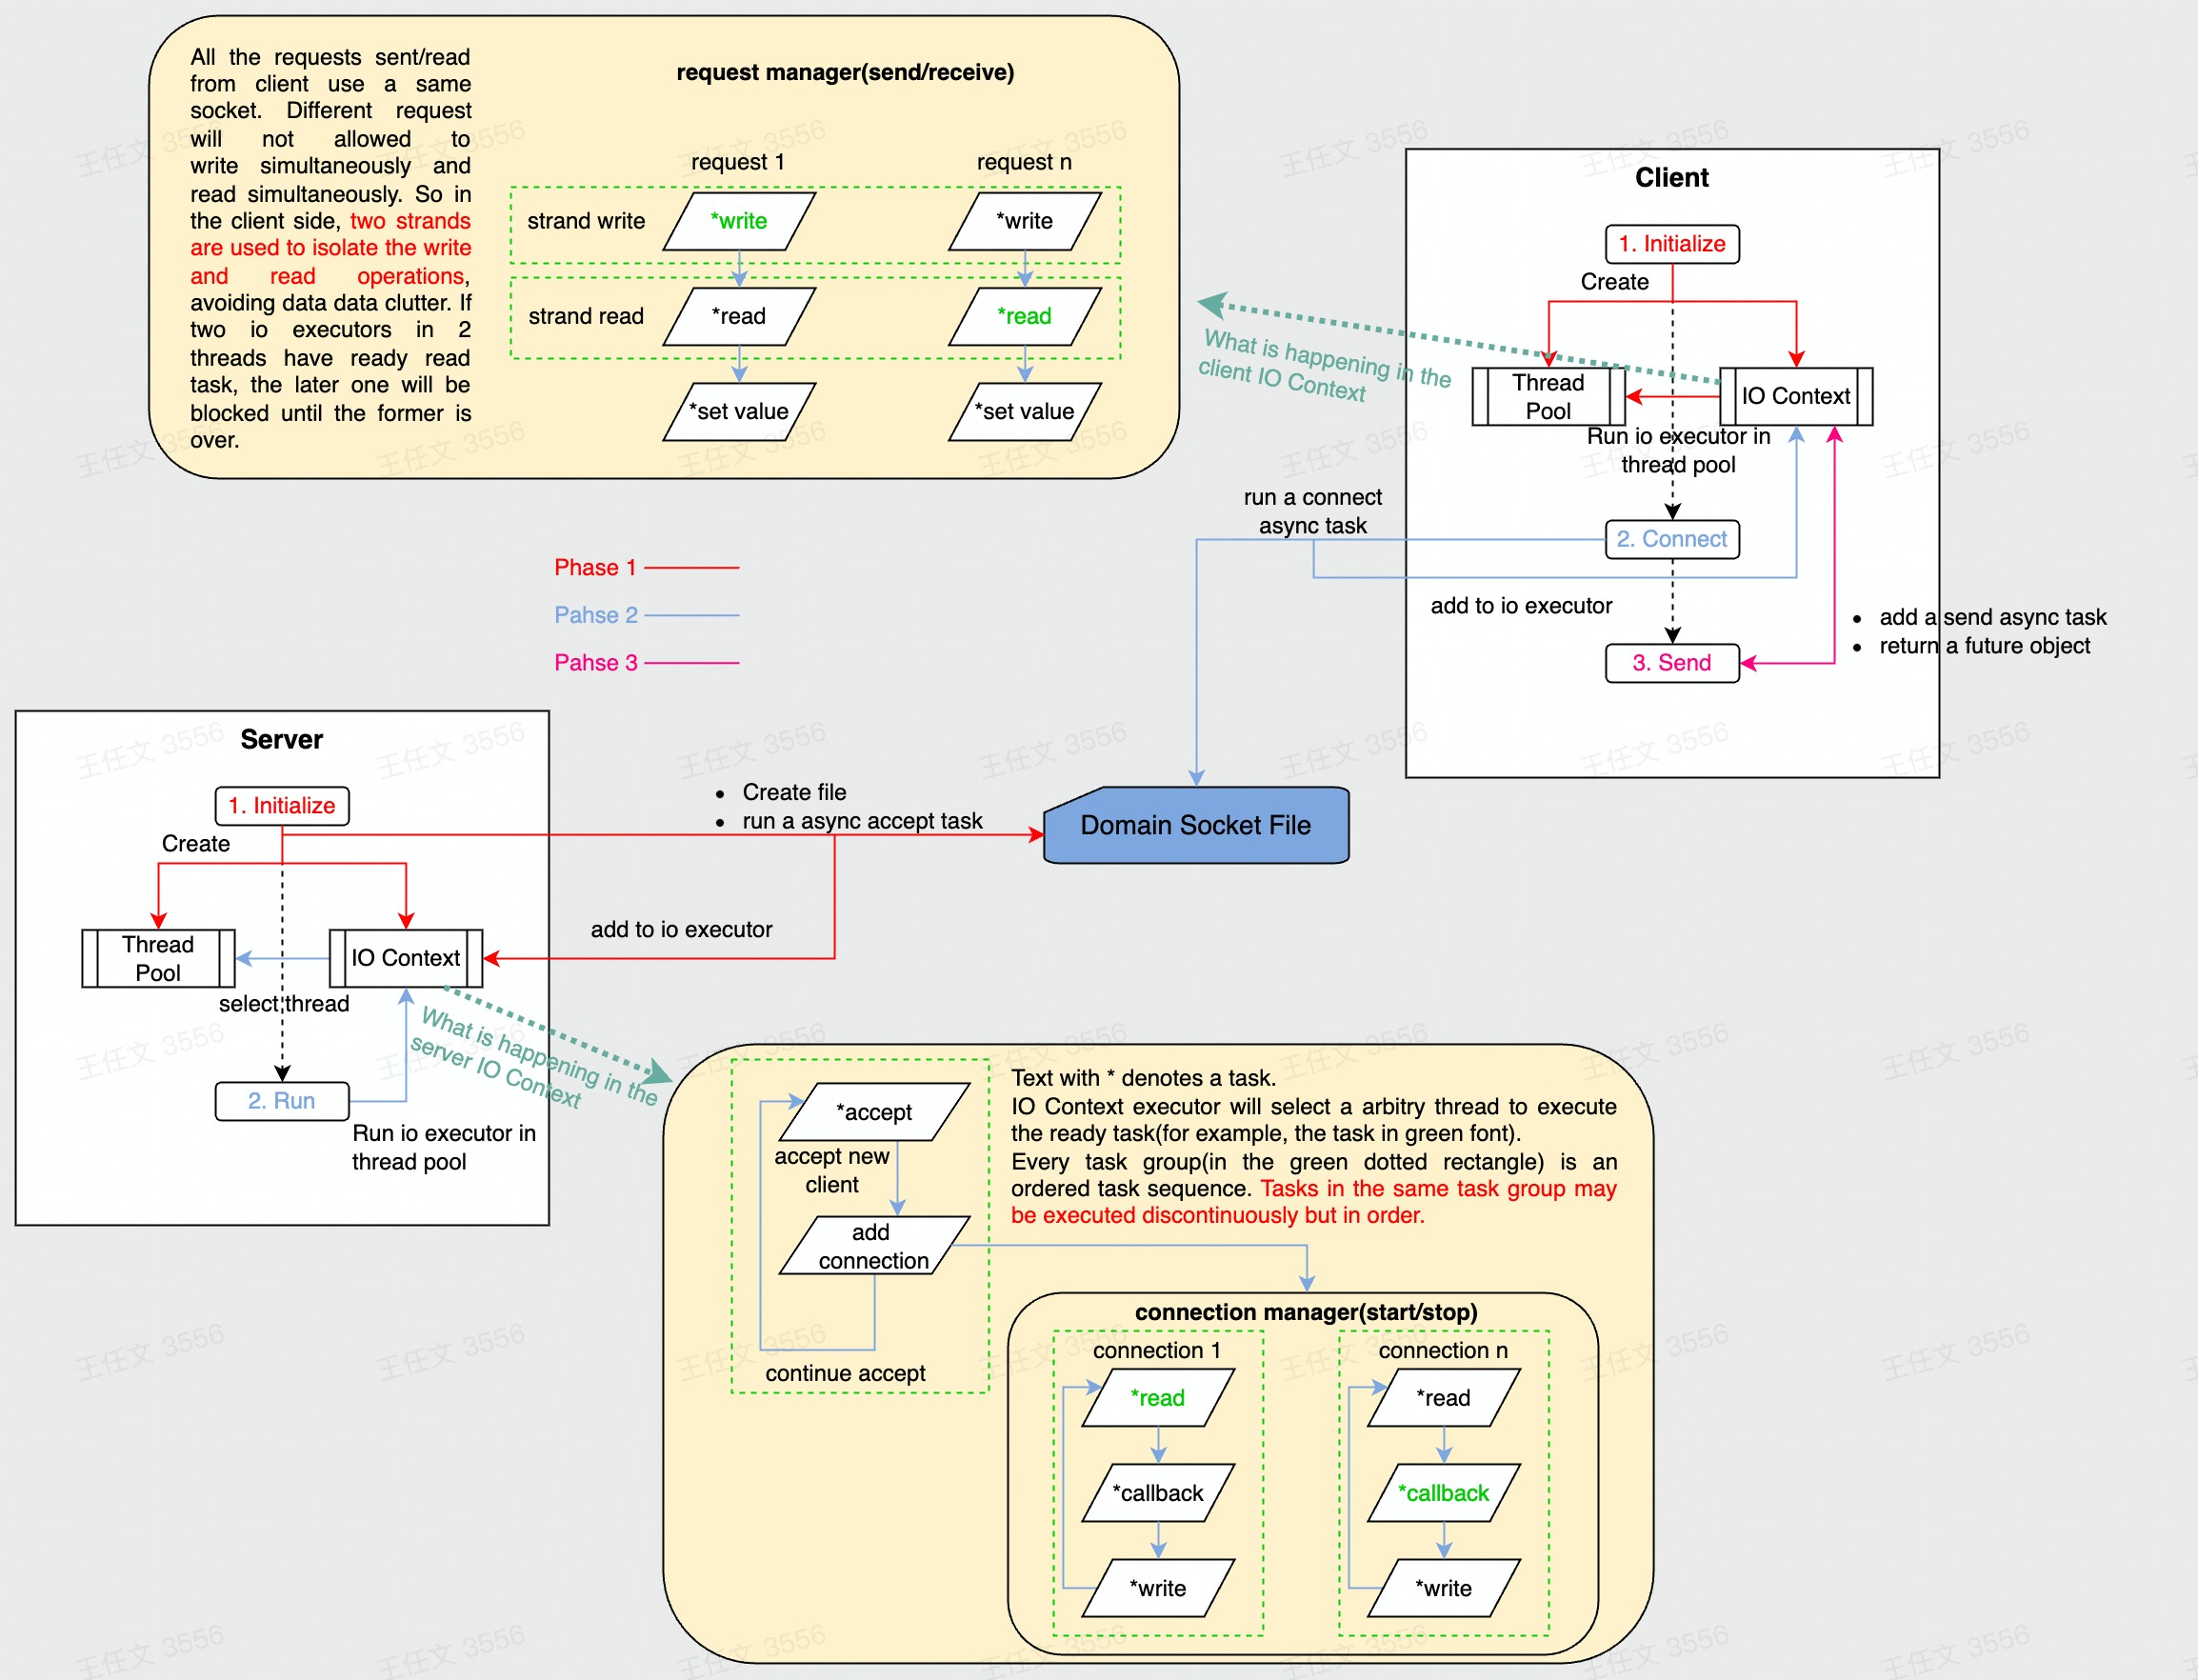 All the requests sent/read
from client use a same
socket. Different request
will not allowed to
write simultaneously and
read simultaneously. So in
the client side, two strands
are used to isolate the write
and read operations,
avoiding data data clutter. If
two io executors in 2
threads have ready read
task, the later one will be
blocked until the former is
over.
request manager(send/receive)
request 1
request n
strand write
*write
*write
strand read
*read
*read
*set value
*set value
What is happening in the
client IO Context
Client
1. Initialize
Create
Thread
Pool
IO Context
Run io executor in
thread pool
run a connect
async task
2. Connect
add to io executor
3. Send
• add a send async task
• return a future object
Phase 1
Pahse 2
Pahse 3
Server
1. Initialize
Create
• Create file
• run a async accept task
Domain Socket File
Thread
Pool
IO Context
add to io executor
select thread
What is happening in the
server IO Context
2. Run
Run io executor in
thread pool
*accept
accept new
client
add
connection
continue accept
Text with * denotes a task.
IO Context executor will select a arbitry thread to execute
the ready task(for example, the task in green font).
Every task group(in the green dotted rectangle) is an
ordered task sequence. Tasks in the same task group may
be executed discontinuously but in order.
connection manager(start/stop)
connection 1
connection n
*read
*read
*callback
*callback
*write
*write
王任文 3556